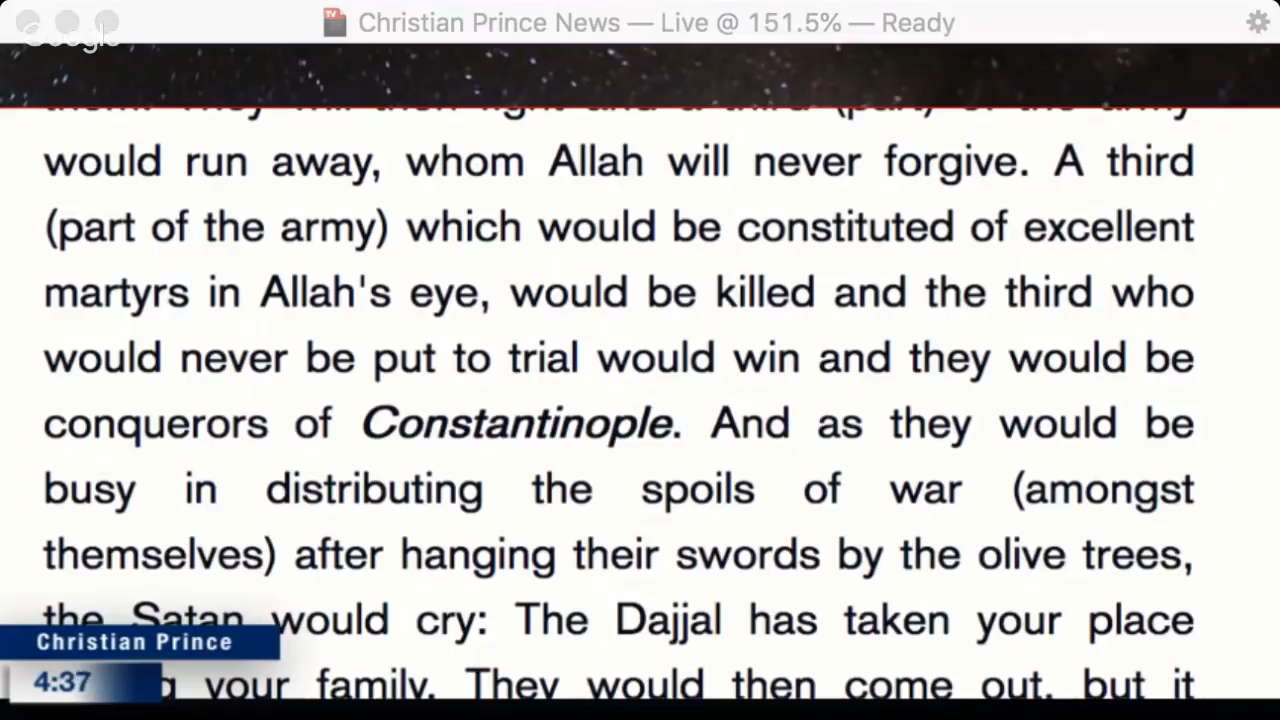 Christian Prince News — Live @ 151.5% — Ready
Google
would run away, whom Allah will never forgive. A third
(part of the army) which would be constituted of excellent
martyrs in Allah's eye, would be killed and the third who
would never be put to trial would win and they would be
conquerors of Constantinople. And as they would be
busy in distributing the spoils of war (amongst
themselves) after hanging their swords by the olive trees,
the Satan would cry: The Dajjal has taken your place
your family. They would then come out, but it
Christian Prince
4:37